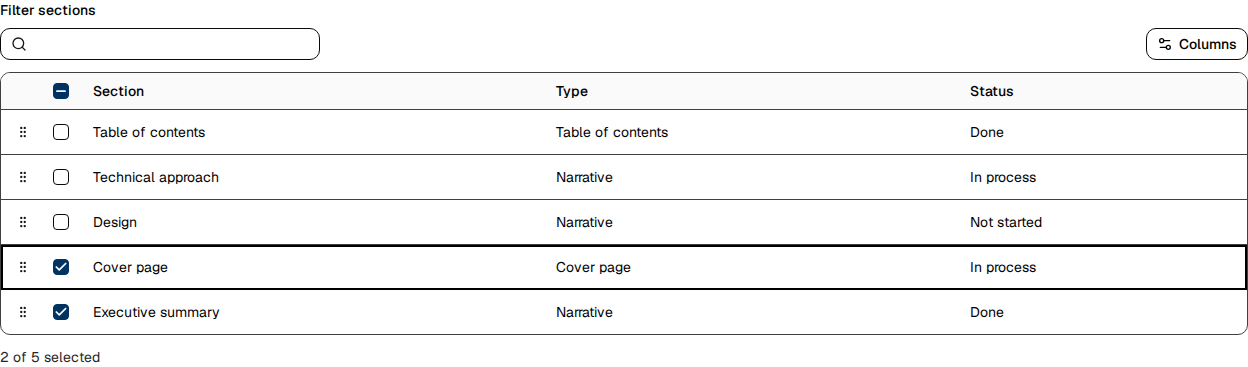 Filter sections
Columns
Section Type Status
Table of contents Table of contents Done
Technical approach Narrative In process
Design Narrative Not started
Cover page Cover page In process
Executive summary Narrative Done
2 of 5 selected